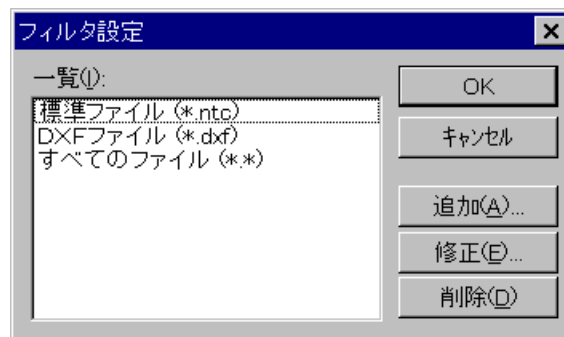 フィルタ設定
一覧(I):
標準ファイル (*.ntc)
DXFファイル (*.dxf)
すべてのファイル (*.*)
OK
キャンセル
追加(A)...
修正(E)...
削除(D)